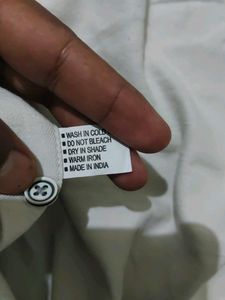 ▪ WASH IN COLD
▪ DO NOT BLEACH
▪ DRY IN SHADE
▪ WARM IRON
▪ MADE IN INDIA